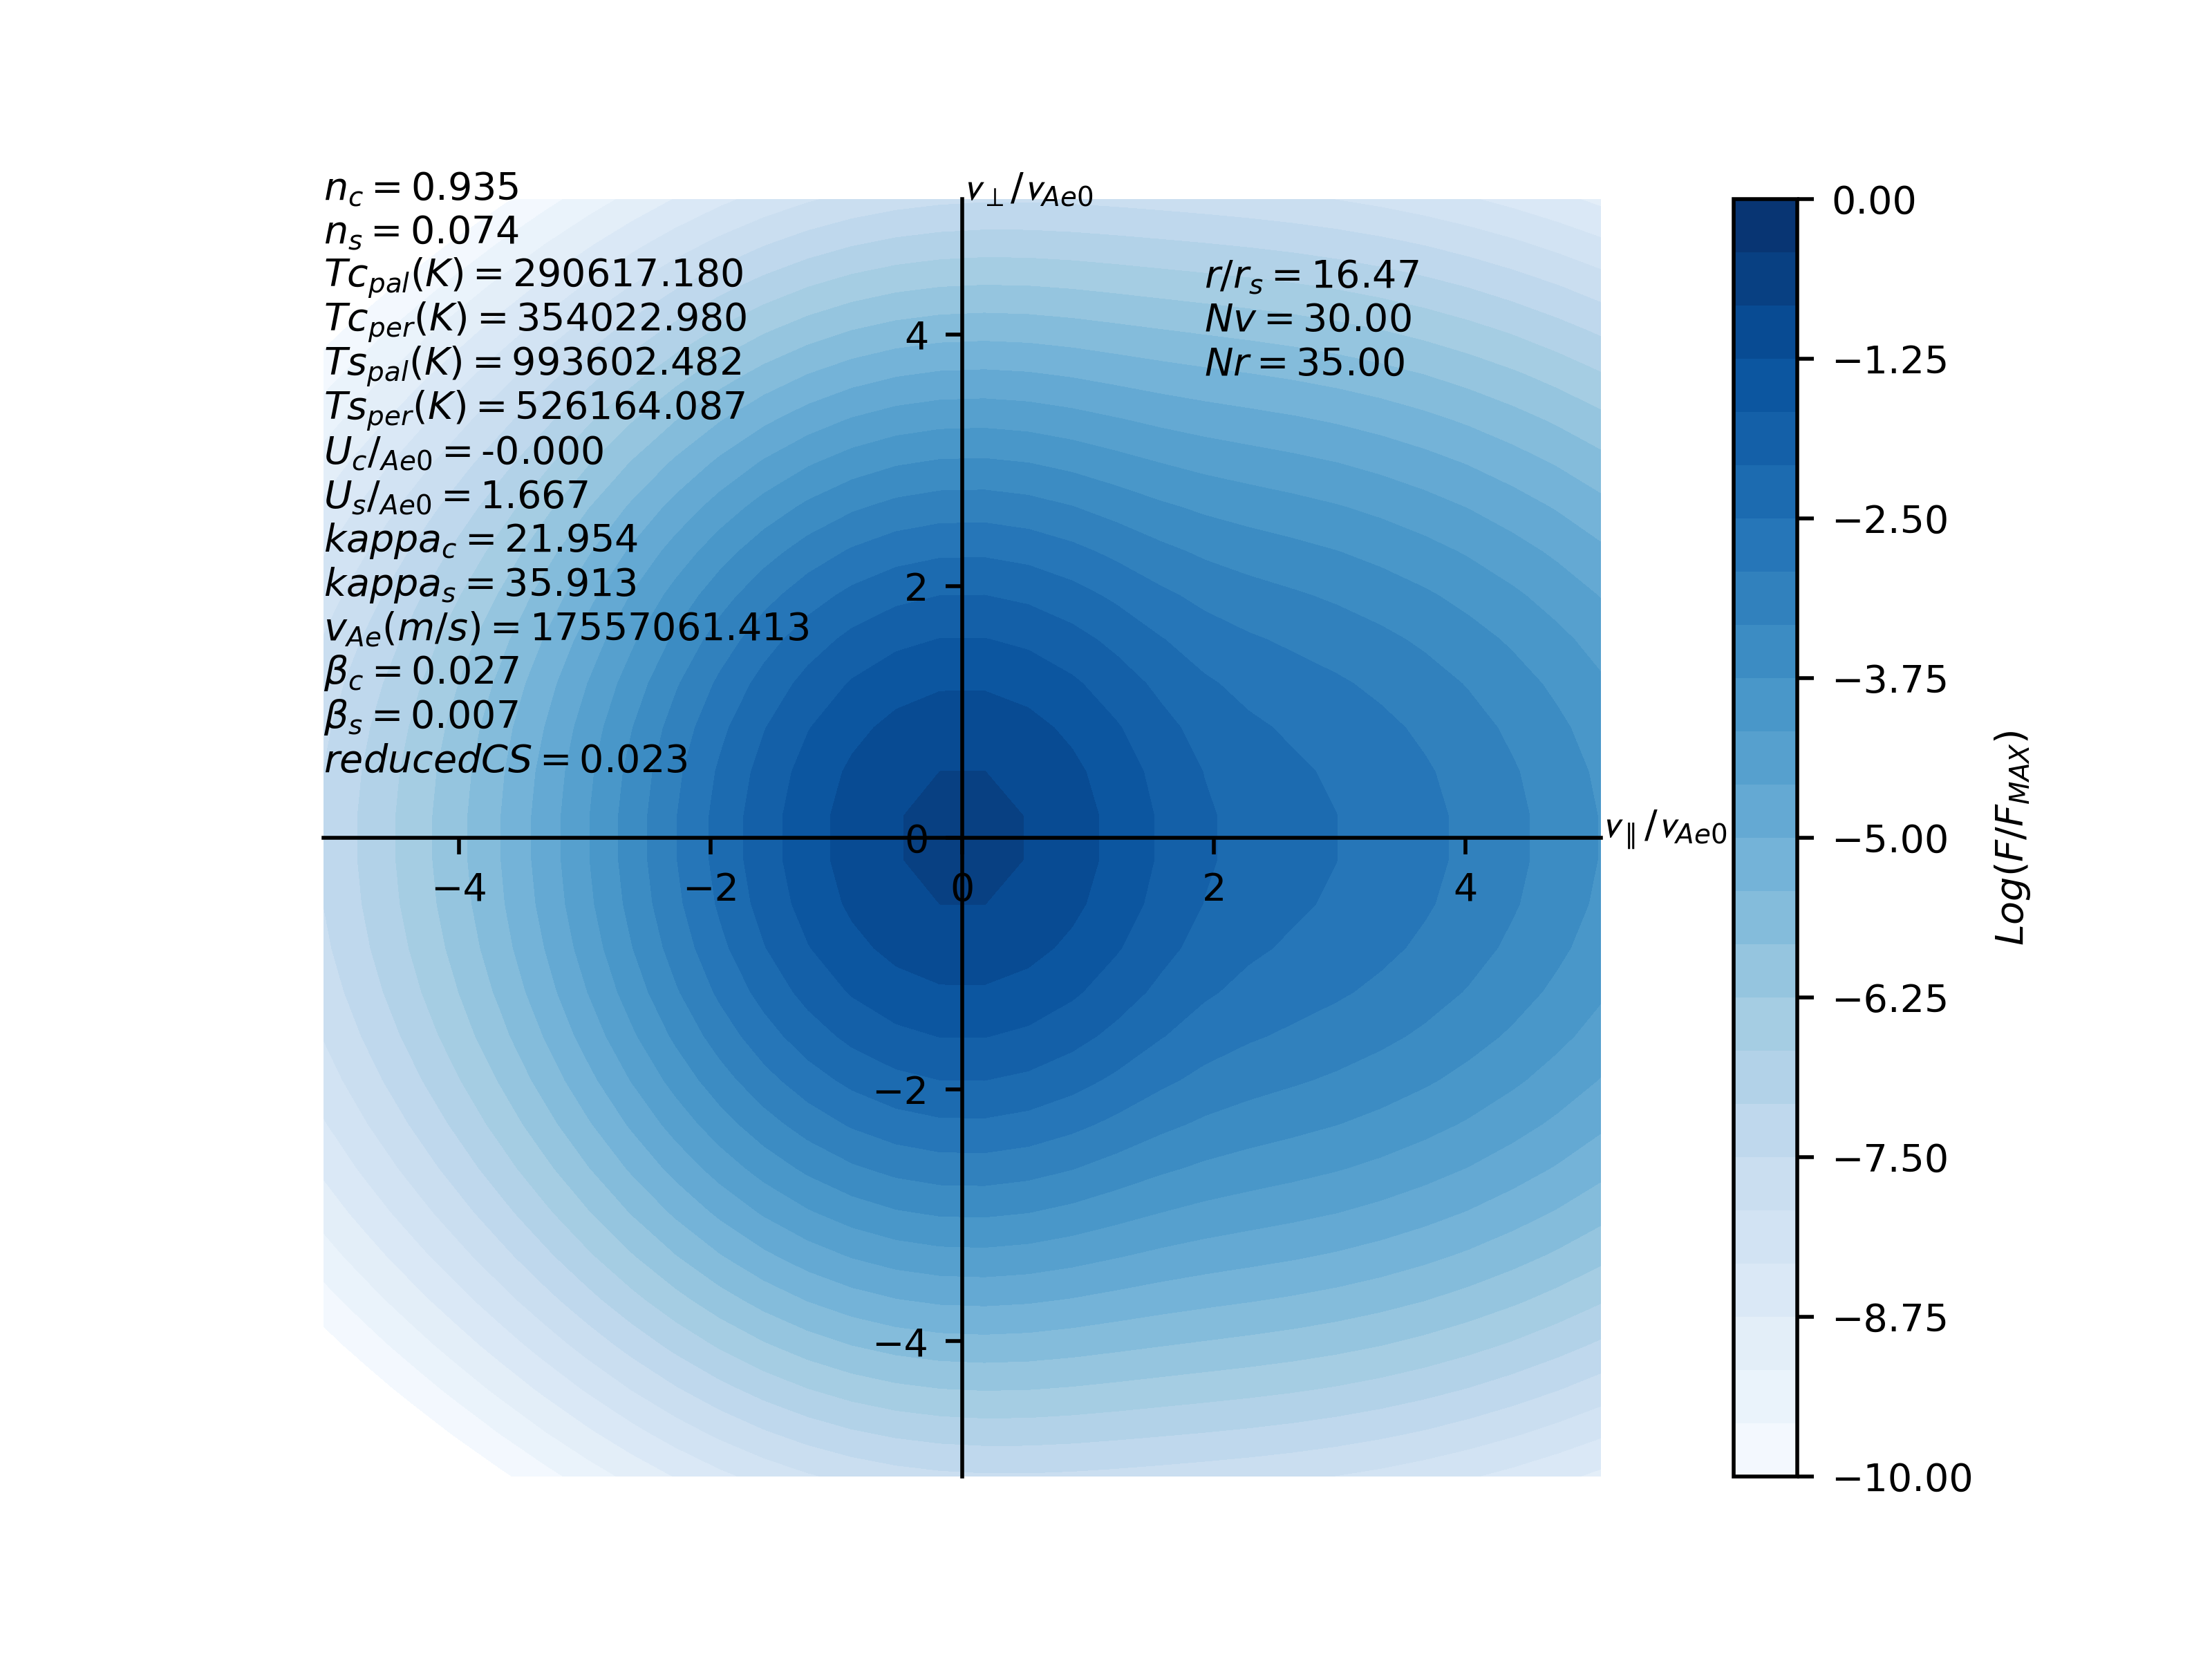 n_c = 0.935
n_s = 0.074
Tc_pal(K) = 290617.180
Tc_per(K) = 354022.980
Ts_pal(K) = 993602.482
Ts_per(K) = 526164.087
U_c/_Ae0 = -0.000
U_s/_Ae0 = 1.667
kappa_c = 21.954
kappa_s = 35.913
v_Ae(m/s) = 17557061.413
β_c = 0.027
β_s = 0.007
reducedCS = 0.023
v_⊥/v_Ae0
r/r_s = 16.47
Nv = 30.00
Nr = 35.00
4
2
0
−2
−4
−4
−2
0
2
4
v_∥/v_Ae0
0.00
−1.25
−2.50
−3.75
−5.00
−6.25
−7.50
−8.75
−10.00
Log(F/F_MAX)